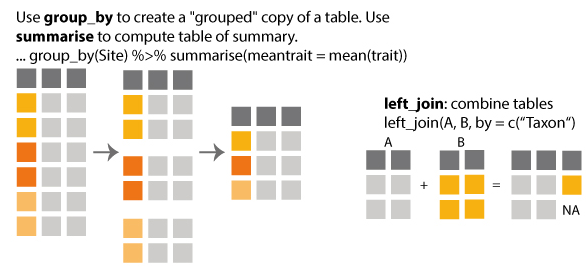 Use group_by to create a "grouped" copy of a table. Use
summarise to compute table of summary.
... group_by(Site) %>% summarise(meantrait = mean(trait))
left_join: combine tables
left_join(A, B, by = c(“Taxon“)
A B
+ =
NA